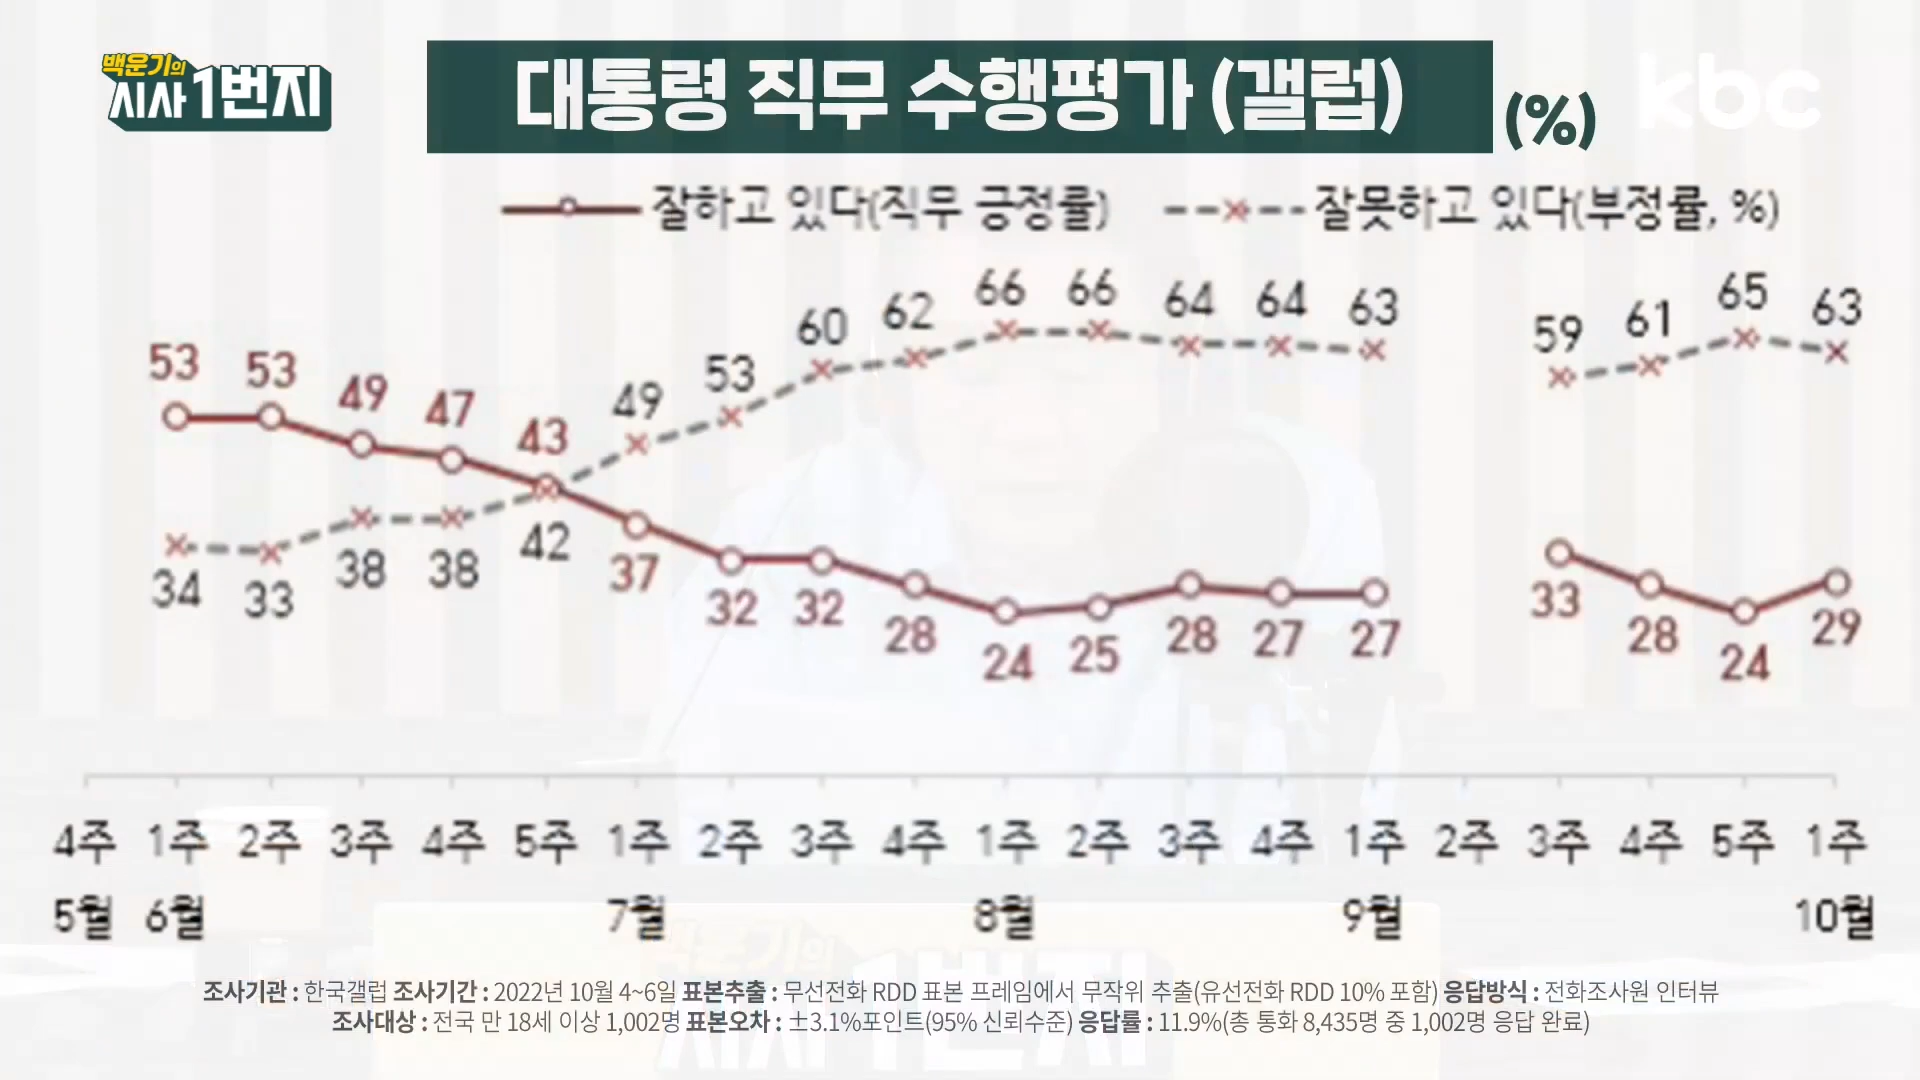 백운기의
시사1번지
대통령 직무 수행평가 (갤럽)
(%)
kbc
잘하고 있다(직무 긍정률) 잘못하고 있다(부정률, %)
53 53 49 47 43 37 32 32 28 24 25 28 27 27 33 28 24 29
34 33 38 38 42 49 53 60 62 66 66 64 64 63 59 61 65 63
4주 1주 2주 3주 4주 5주 1주 2주 3주 4주 1주 2주 3주 4주 1주 2주 3주 4주 5주 1주
5월 6월 7월 8월 9월 10월
조사기관 : 한국갤럽 조사기간 : 2022년 10월 4~6일 표본추출 : 무선전화 RDD 표본 프레임에서 무작위 추출(유선전화 RDD 10% 포함) 응답방식 : 전화조사원 인터뷰
조사대상 : 전국 만 18세 이상 1,002명 표본오차 : ±3.1%포인트(95% 신뢰수준) 응답률 : 11.9%(총 통화 8,435명 중 1,002명 응답 완료)
백운기의
시사1번지